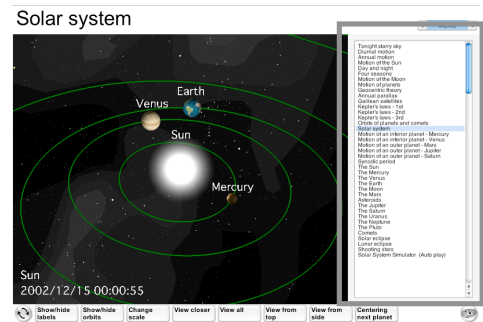 Solar system
MENU
Tonight starry sky
Diurnal motion
Annual motion
Motion of the Sun
Day and night
Four seasons
Motion of the Moon
Motion of planets
Geocentric theory
Annual parallax
Galilean satellites
Kepler's laws - 1st
Kepler's laws - 2nd
Kepler's laws - 3rd
Orbits of planets and comets
Solar system
Motion of an interior planet - Mercury
Motion of an interior planet - Venus
Motion of an outer planet - Mars
Motion of an outer planet - Jupiter
Motion of an outer planet - Saturn
Synodic period
The Sun
The Mercury
The Venus
The Earth
The Moon
The Mars
Asteroids
The Jupiter
The Saturn
The Uranus
The Neptune
The Pluto
Comets
Solar eclipse
Lunar eclipse
Shooting stars
Solar System Simulator (Auto play)
Earth
Venus
Sun
Mercury
Sun
2002/12/15 00:00:55
Show/hide labels
Show/hide orbits
Change scale
View closer
View all
View from top
View from side
Centering next planet